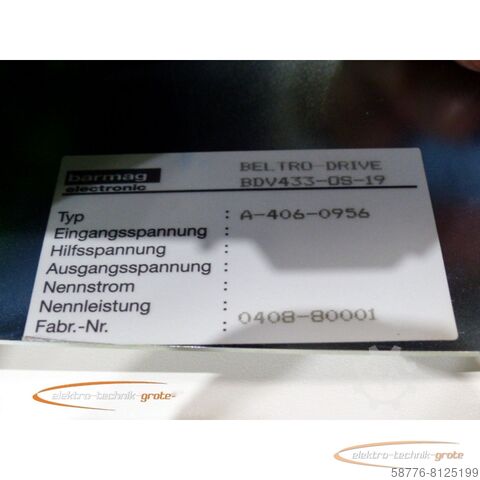 barmag
electronic
BELTRO-DRIVE
BDV433-OS-19
Typ : A-406-0956
Eingangsspannung :
Hilfsspannung :
Ausgangsspannung :
Nennstrom :
Nennleistung :
Fabr.-Nr. : 0408-80001
elektro-technik-grote-
elektro-technik-grote
58776-8125199